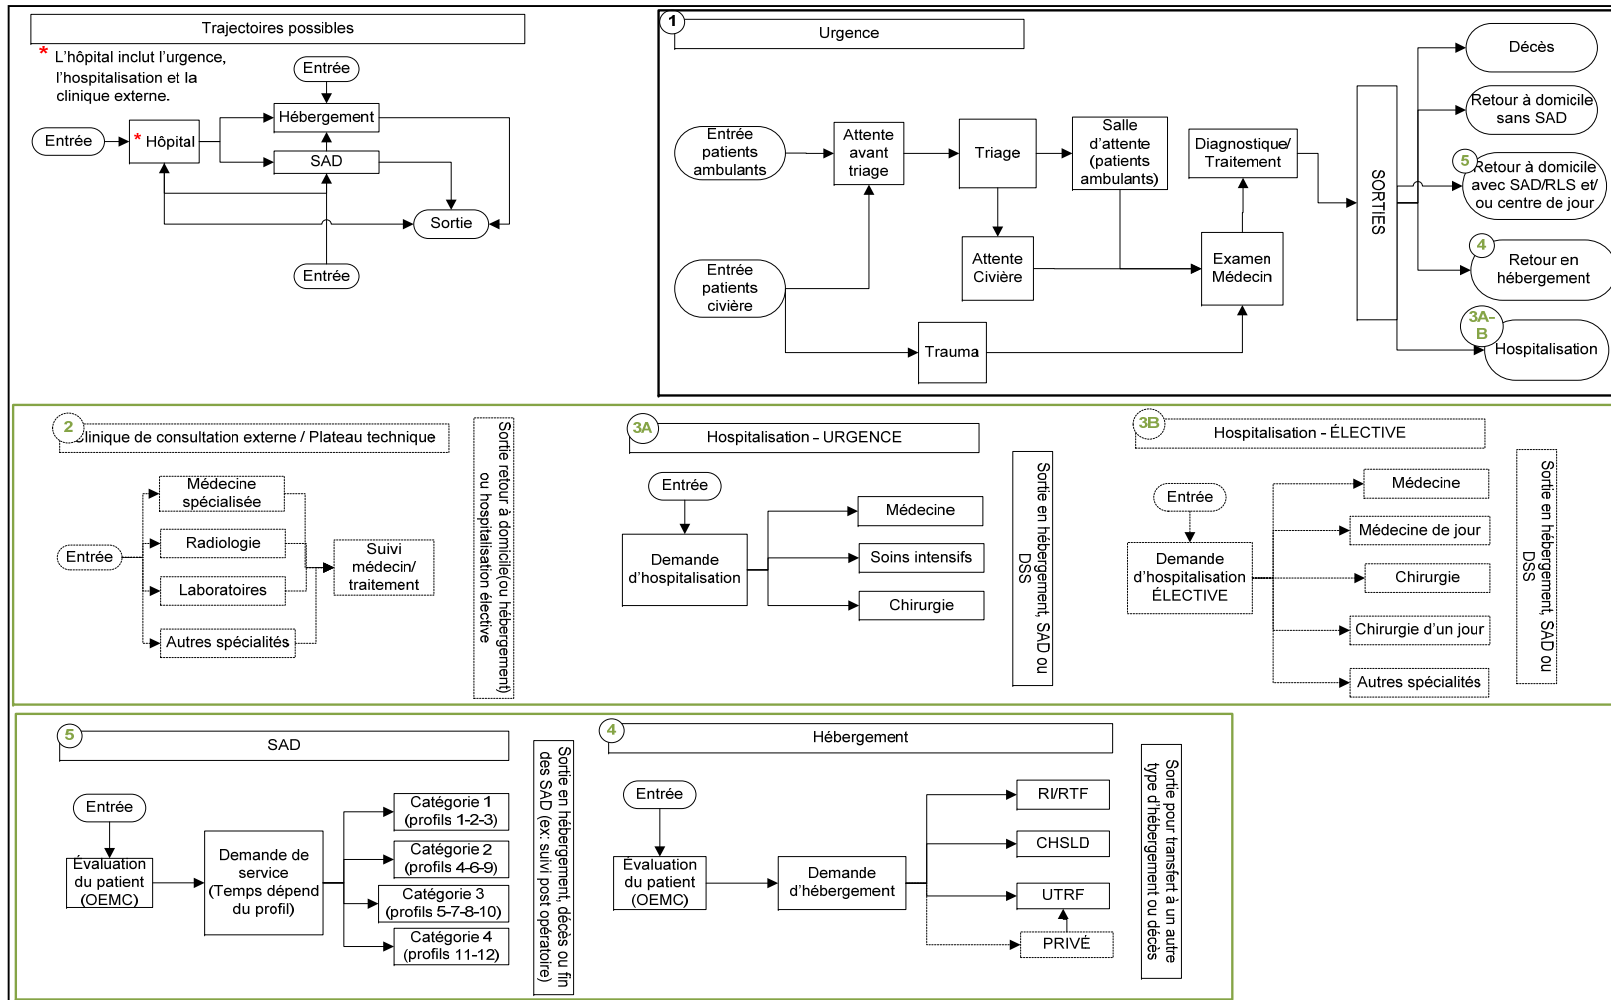 Trajectoires possibles
* L'hôpital inclut l'urgence,
l'hospitalisation et la
clinique externe.
Entrée
Hébergement
Entrée
* Hôpital
SAD
Sortie
Entrée
1
Urgence
Entrée
patients
ambulants
Attente
avant
triage
Triage
Salle
d'attente
(patients
ambulants)
Diagnostique/
Traitement
Entrée
patients
civière
Attente
Civière
Examen
Médecin
Trauma
SORTIES
Décès
Retour à domicile
sans SAD
5
Retour à domicile
avec SAD/RLS et/
ou centre de jour
4
Retour en
hébergement
3A-
B
Hospitalisation
2
Clinique de consultation externe / Plateau technique
Entrée
Médecine
spécialisée
Radiologie
Laboratoires
Autres spécialités
Suivi
médecin/
traitement
Sortie retour à domicile(ou hébergement)
ou hospitalisation élective
3A
Hospitalisation - URGENCE
Entrée
Demande
d'hospitalisation
Médecine
Soins intensifs
Chirurgie
Sortie en hébergement, SAD ou
DSS
3B
Hospitalisation - ÉLECTIVE
Entrée
Demande
d'hospitalisation
ÉLECTIVE
Médecine
Médecine de jour
Chirurgie
Chirurgie d'un jour
Autres spécialités
Sortie en hébergement, SAD ou
DSS
5
SAD
Entrée
Évaluation
du patient
(OEMC)
Demande de
service
(Temps dépend
du profil)
Catégorie 1
(profils 1-2-3)
Catégorie 2
(profils 4-6-9)
Catégorie 3
(profils 5-7-8-10)
Catégorie 4
(profils 11-12)
Sortie en hébergement, décès ou fin
des SAD (ex: suivi post opératoire)
4
Hébergement
Entrée
Évaluation
du patient
(OEMC)
Demande
d'hébergement
RI/RTF
CHSLD
UTRF
PRIVÉ
Sortie pour transfert à un autre
type d'hébergement ou décès